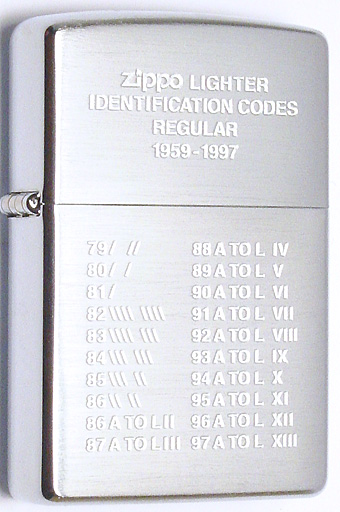 Zippo LIGHTER
IDENTIFICATION CODES
REGULAR
1959-1997
79/ // 88 A TO L IV
80/ / 89 A TO L V
81/ 90 A TO L VI
82\\\\ \\\\ 91 A TO L VII
83\\\\ \\\ 92 A TO L VIII
84\\\ \\\ 93 A TO L IX
85\\\ \\ 94 A TO L X
86\\ \\ 95 A TO L XI
86 A TO L II 96 A TO L XII
87 A TO L III 97 A TO L XIII